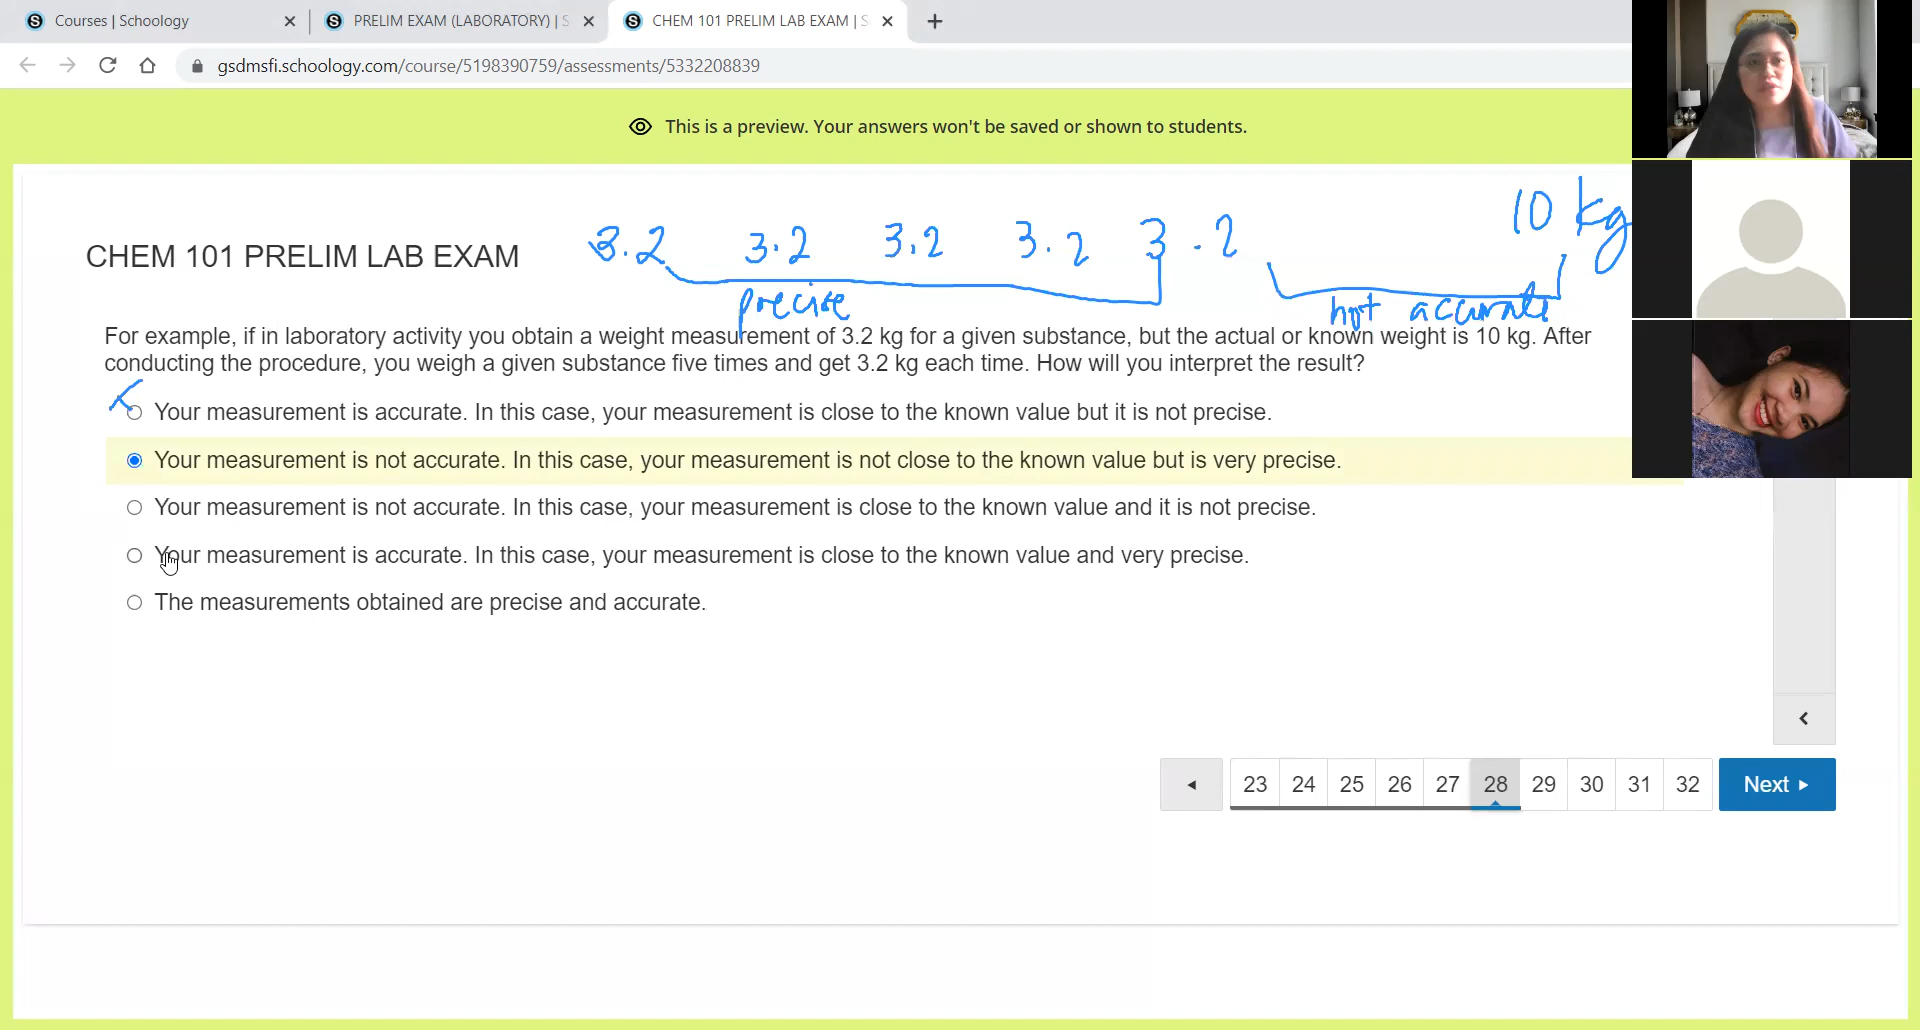 Courses | Schoology
PRELIM EXAM (LABORATORY) | S
CHEM 101 PRELIM LAB EXAM | S
gsdmsfi.schoology.com/course/5198390759/assessments/5332208839
This is a preview. Your answers won't be saved or shown to students.
10 kg
3.2 3.2 3.2 3.2 3.2
CHEM 101 PRELIM LAB EXAM
precise not accurate
For example, if in laboratory activity you obtain a weight measurement of 3.2 kg for a given substance, but the actual or known weight is 10 kg. After
conducting the procedure, you weigh a given substance five times and get 3.2 kg each time. How will you interpret the result?
Your measurement is accurate. In this case, your measurement is close to the known value but it is not precise.
Your measurement is not accurate. In this case, your measurement is not close to the known value but is very precise.
Your measurement is not accurate. In this case, your measurement is close to the known value and it is not precise.
Your measurement is accurate. In this case, your measurement is close to the known value and very precise.
The measurements obtained are precise and accurate.
23 24 25 26 27 28 29 30 31 32 Next